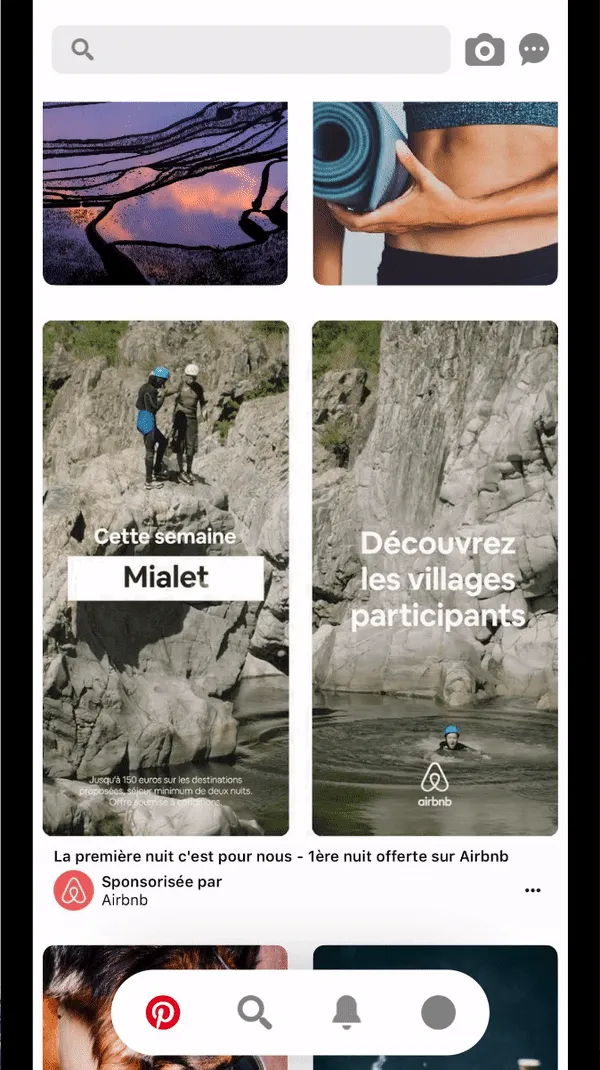 Cette semaine
Mialet
Jusqu'à 150 euros sur les destinations
proposées, séjour minimum de deux nuits.
Offre soumise à conditions.
Découvrez
les villages
participants
airbnb
La première nuit c'est pour nous - 1ère nuit offerte sur Airbnb
Sponsorisée par
Airbnb